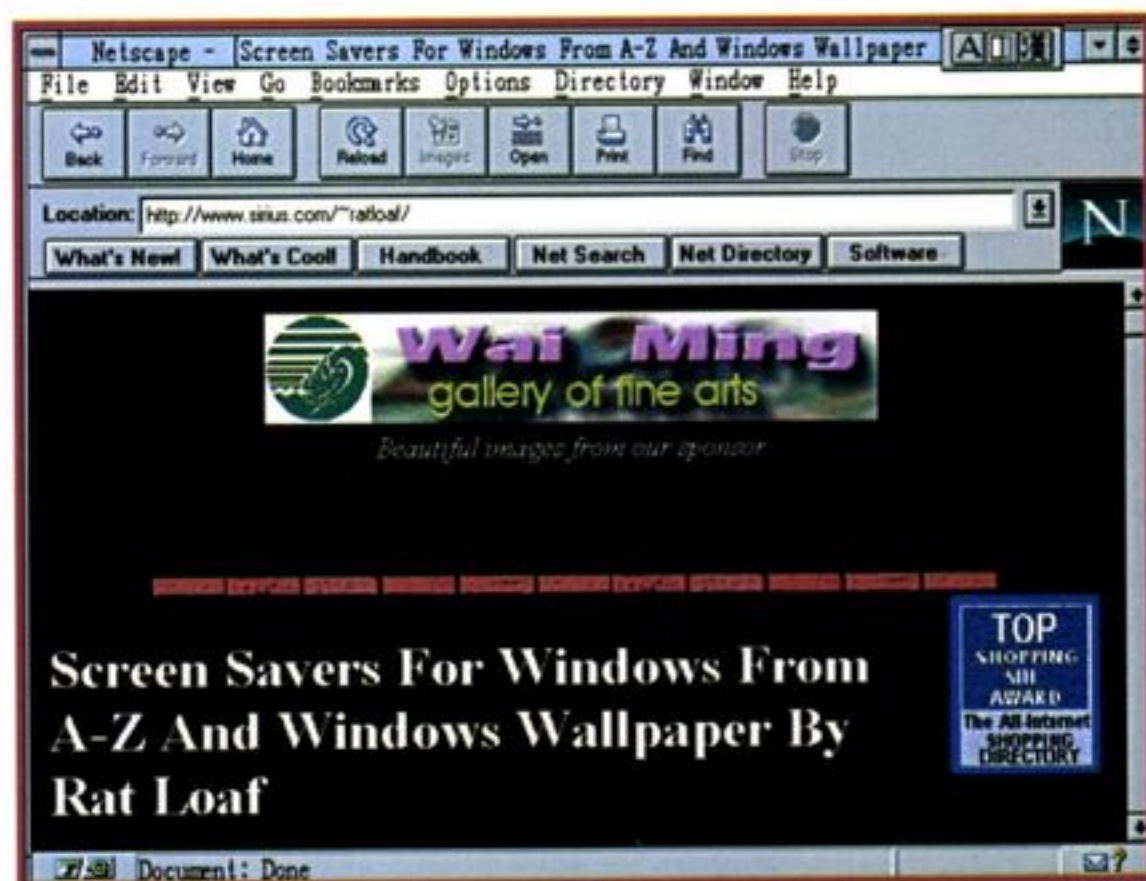 Netscape - [Screen Savers For Windows From A-Z And Windows Wallpaper
File Edit View Go Bookmarks Options Directory Window Help
Back Forward Home Reload Images Open Print Find Stop
Location: http://www.sirius.com/~ratloaf/
What's New! What's Cool! Handbook Net Search Net Directory Software
N
Wai Ming
gallery of fine arts
Beautiful images from our sponsor
TOP
SHOPPING
SITE
AWARD
The All-Internet
SHOPPING
DIRECTORY
Screen Savers For Windows From
A-Z And Windows Wallpaper By
Rat Loaf
Document: Done